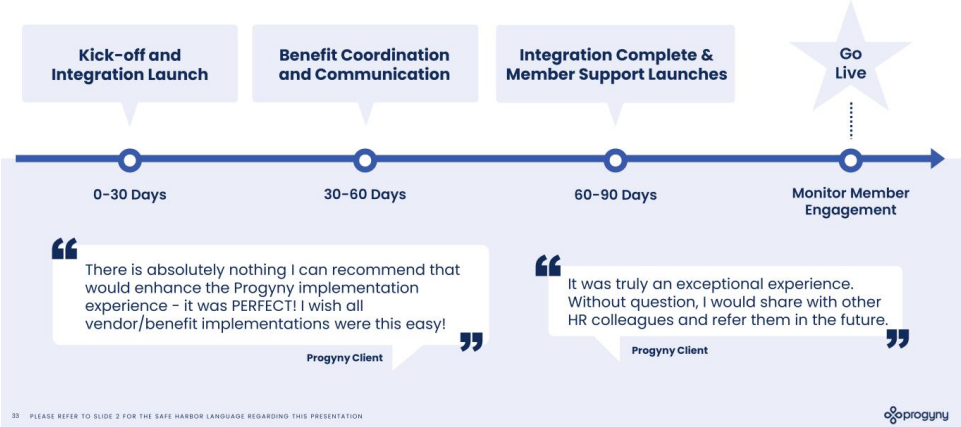 Kick-off and
Integration Launch
Benefit Coordination
and Communication
Integration Complete &
Member Support Launches
Go
Live
0-30 Days
30-60 Days
60-90 Days
Monitor Member
Engagement
“
There is absolutely nothing I can recommend that
would enhance the Progyny implementation
experience - it was PERFECT! I wish all
vendor/benefit implementations were this easy!
”
Progyny Client
“
It was truly an exceptional experience.
Without question, I would share with other
HR colleagues and refer them in the future.
”
Progyny Client
33 PLEASE REFER TO SLIDE 2 FOR THE SAFE HARBOR LANGUAGE REGARDING THIS PRESENTATION
progyny